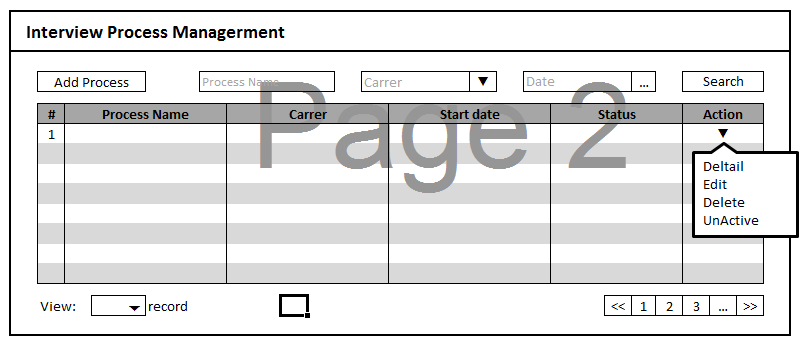 Interview Process Managerment
Add Process Process Name Carrer ▼ Date ... Search
# Process Name Carrer Start date Status Action
1 ▼
Page 2
Deltail
Edit
Delete
UnActive
View: record << 1 2 3 ... >>